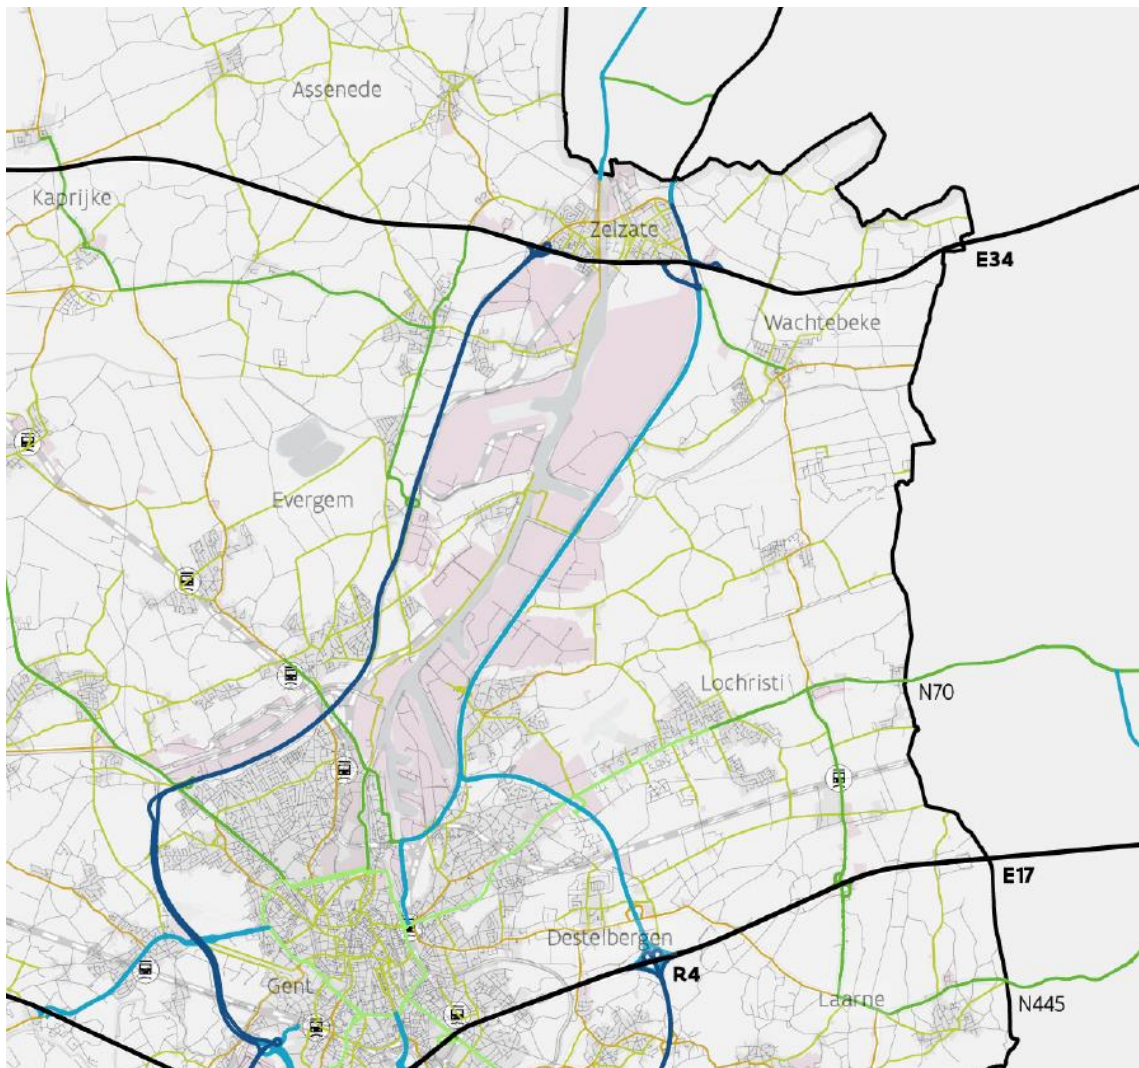 Assenede
Kaprijke
Zelzate
E34
Wachtebeke
Evergem
Lochristi
N70
E17
Destelbergen
R4
Gent
Laarne
N445